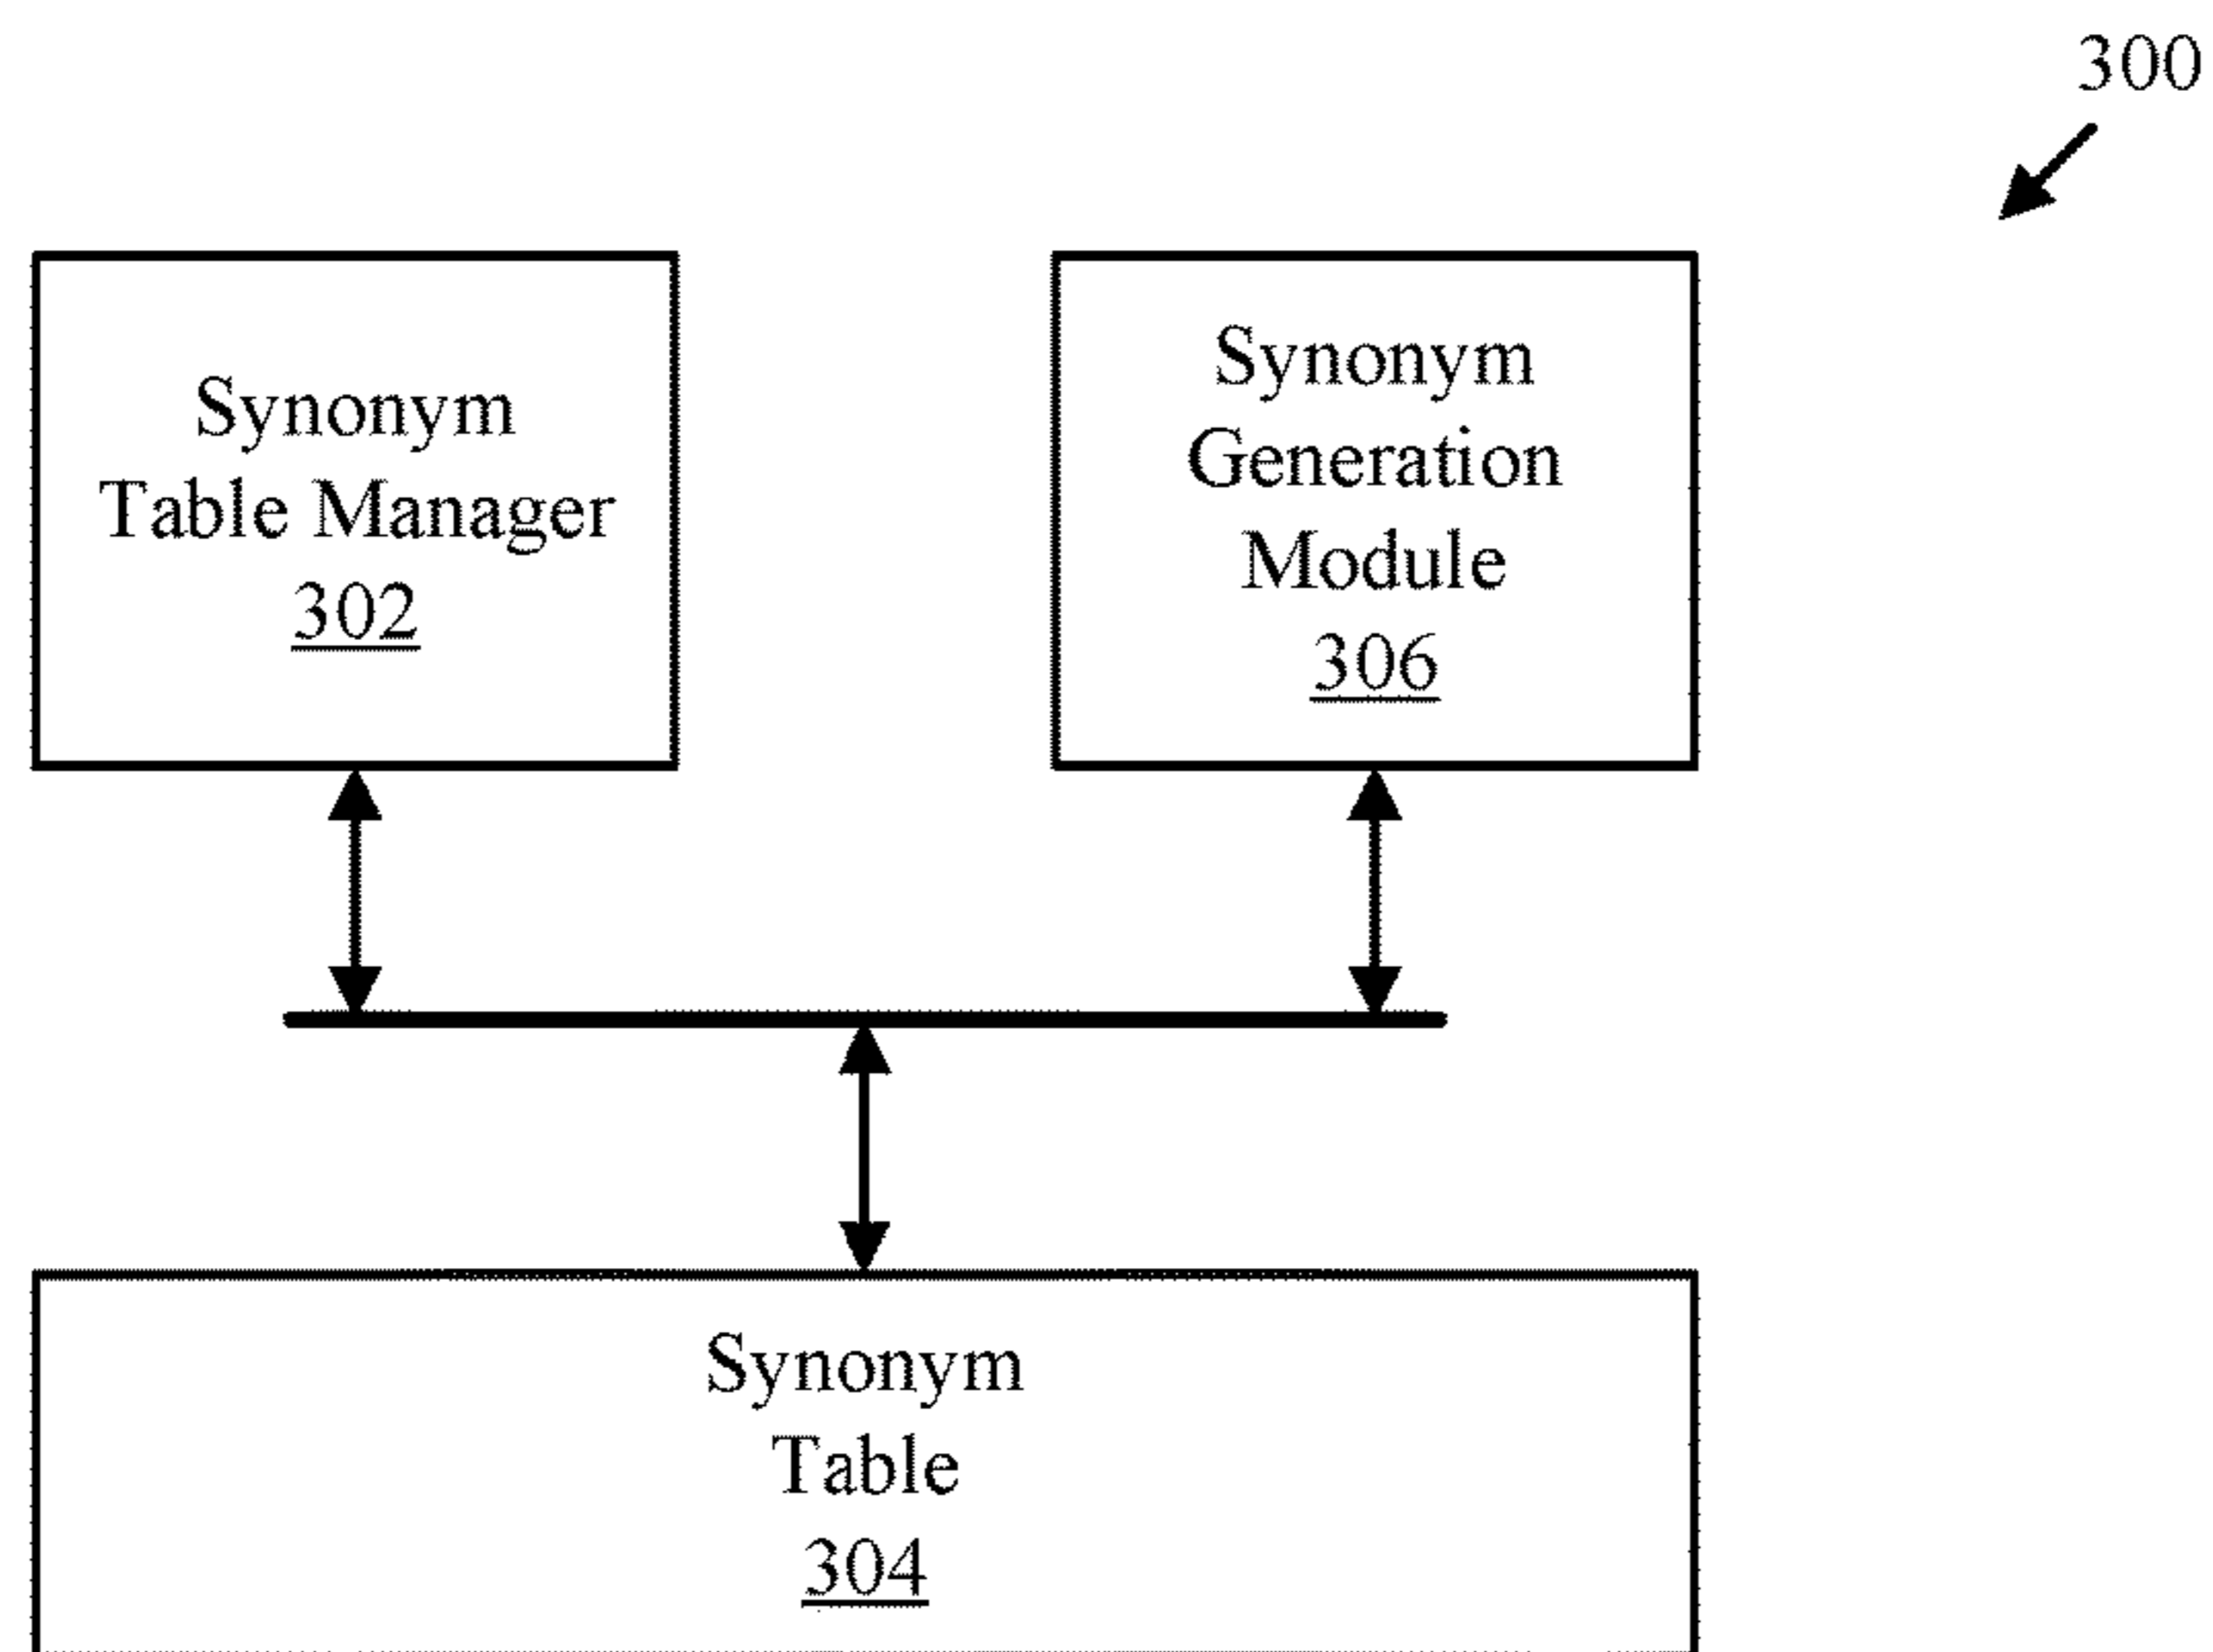 300
Synonym
Table Manager
302
Synonym
Generation
Module
306
Synonym
Table
304